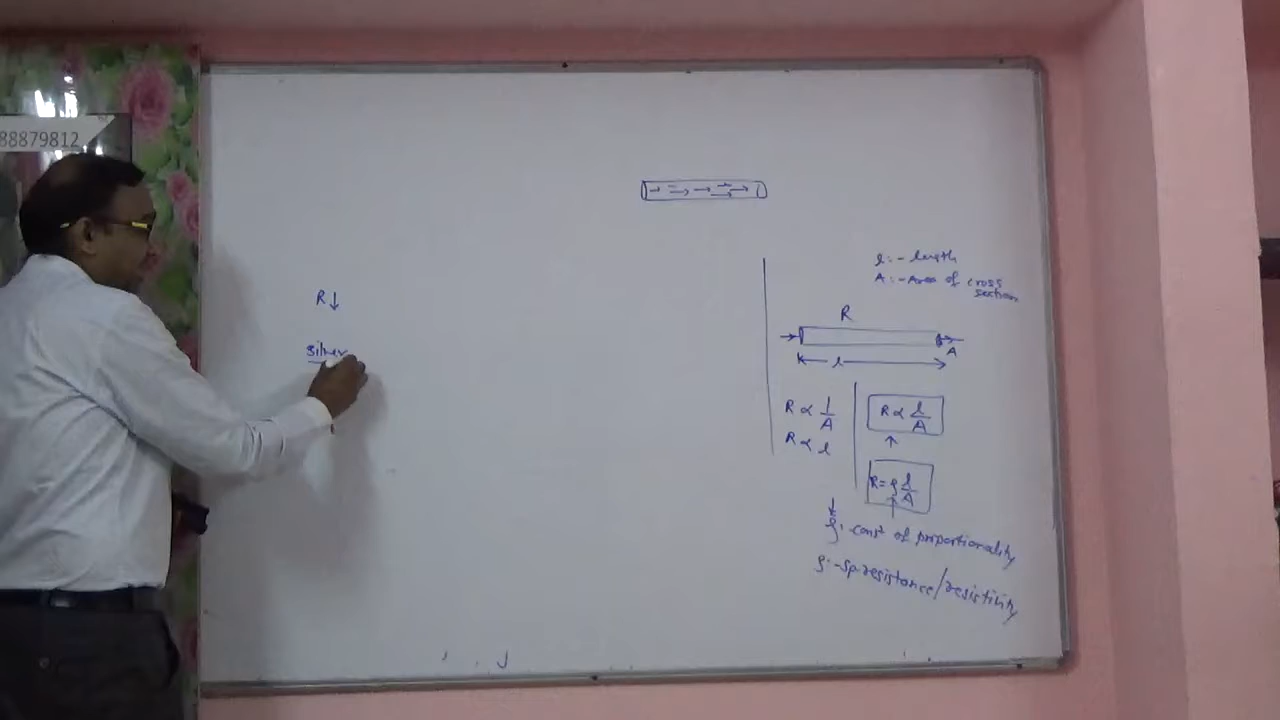 88879812
R↓
Silver
l:- length
A:- Area of cross
section
R
A
l
R ∝ 1/A
R ∝ l
R ∝ l/A
R = ρ l/A
ρ: const of proportionality
ρ:- sp. resistance/resistivity